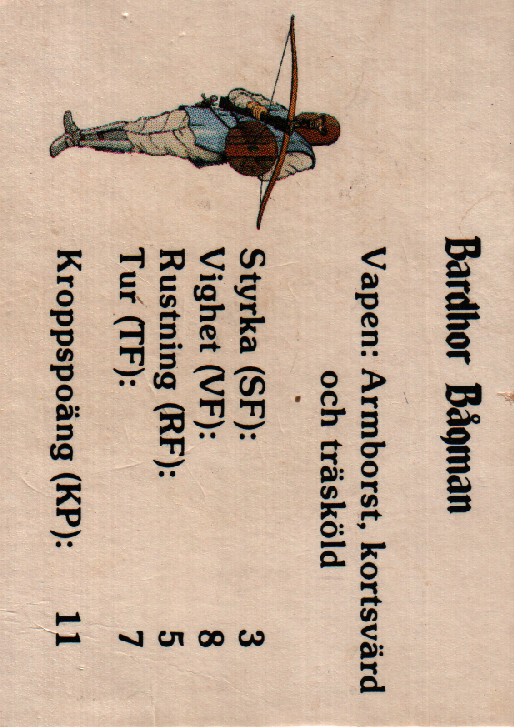 Bardhor Bågman
Vapen: Armborst, kortsvärd
och träsköld
Styrka (SF): 3
Vighet (VF): 8
Rustning (RF): 5
Tur (TF): 7
Kroppspoäng (KP): 11